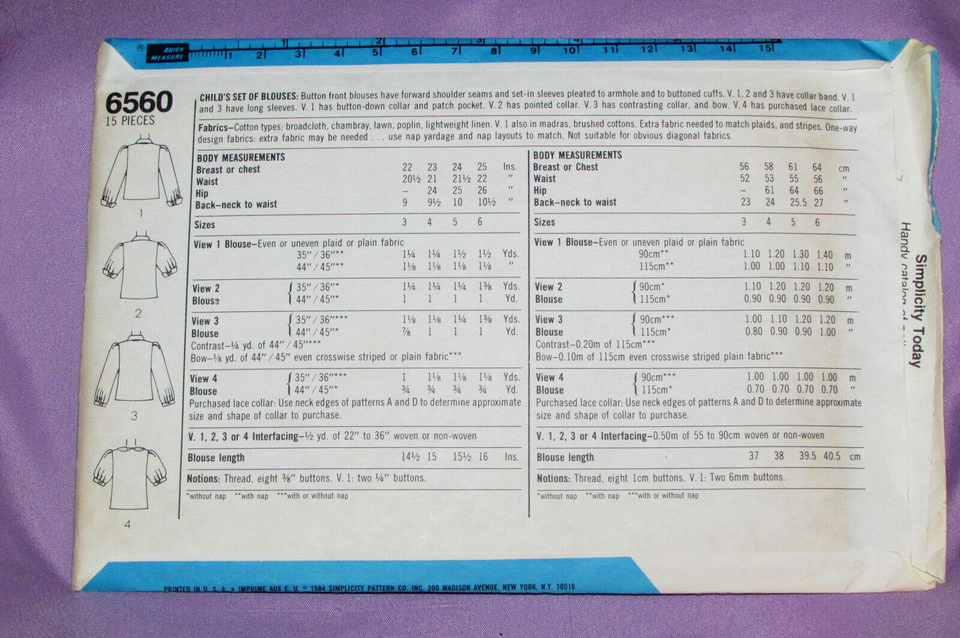 QUICK MEASURE 1 2 3 4 5 6 7 8 9 10 11 12 13 14 15
6560
15 PIECES
CHILD'S SET OF BLOUSES: Button front blouses have forward shoulder seams and set-in sleeves pleated to armhole and to buttoned cuffs. V. 1, 2 and 3 have collar band. V. 1
and 3 have long sleeves. V. 1 has button-down collar and patch pocket. V. 2 has pointed collar. V. 3 has contrasting collar, and bow. V. 4 has purchased lace collar.
Fabrics–Cotton types: broadcloth, chambray, lawn, poplin, lightweight linen. V. 1 also in madras, brushed cottons. Extra fabric needed to match plaids, and stripes. One-way
design fabrics: extra fabric may be needed . . . use nap yardage and nap layouts to match. Not suitable for obvious diagonal fabrics.
BODY MEASUREMENTS
Breast or chest 22 23 24 25 Ins.
Waist 20½ 21 21½ 22 "
Hip – 24 25 26 "
Back–neck to waist 9 9½ 10 10½ "
Sizes 3 4 5 6
View 1 Blouse–Even or uneven plaid or plain fabric
35"/36"** 1¼ 1¼ 1½ 1½ Yds.
44"/45"** 1⅛ 1⅛ 1⅛ 1⅛ "
View 2 { 35"/36"* 1¼ 1¼ 1¼ 1⅜ Yds.
Blouse { 44"/45"* 1 1 1 1 Yd.
View 3 { 35"/36"*** 1⅛ 1⅛ 1¼ 1⅜ Yds.
Blouse { 44"/45"* ⅞ 1 1 1 Yd.
Contrast–¼ yd. of 44"/45"***
Bow–⅛ yd. of 44"/45" even crosswise striped or plain fabric***
View 4 { 35"/36"*** 1 1⅛ 1⅛ 1⅛ Yds.
Blouse { 44"/45"* ¾ ¾ ¾ ¾ Yd.
Purchased lace collar: Use neck edges of patterns A and D to determine approximate
size and shape of collar to purchase.
V. 1, 2, 3 or 4 Interfacing–½ yd. of 22" to 36" woven or non-woven
Blouse length 14½ 15 15½ 16 Ins.
Notions: Thread, eight ⅜" buttons. V. 1: two ¼" buttons.
*without nap **with nap ***with or without nap
BODY MEASUREMENTS
Breast or Chest 56 58 61 64 cm
Waist 52 53 55 56 "
Hip – 61 64 66 "
Back–neck to waist 23 24 25.5 27 "
Sizes 3 4 5 6
View 1 Blouse–Even or uneven plaid or plain fabric
90cm** 1.10 1.20 1.30 1.40 m
115cm** 1.00 1.00 1.10 1.10 "
View 2 { 90cm* 1.10 1.20 1.20 1.20 m
Blouse { 115cm* 0.90 0.90 0.90 0.90 "
View 3 { 90cm*** 1.00 1.10 1.20 1.20 m
Blouse { 115cm* 0.80 0.90 0.90 1.00 "
Contrast–0.20m of 115cm***
Bow–0.10m of 115cm even crosswise striped plain fabric***
View 4 { 90cm*** 1.00 1.00 1.00 1.00 m
Blouse { 115cm* 0.70 0.70 0.70 0.70 "
Purchased lace collar: Use neck edges of patterns A and D to determine approximate
size and shape of collar to purchase.
V. 1, 2, 3 or 4 Interfacing–0.50m of 55 to 90cm woven or non-woven
Blouse length 37 38 39.5 40.5 cm
Notions: Thread, eight 1cm buttons. V. 1: Two 6mm buttons.
*without nap **with nap ***with or without nap
1
2
3
4
Simplicity Today
Handy catalog of
PRINTED IN U. S. A. • IMPRIME AUX E. U. © 1984 SIMPLICITY PATTERN CO. INC. 200 MADISON AVENUE, NEW YORK, N.Y. 10016